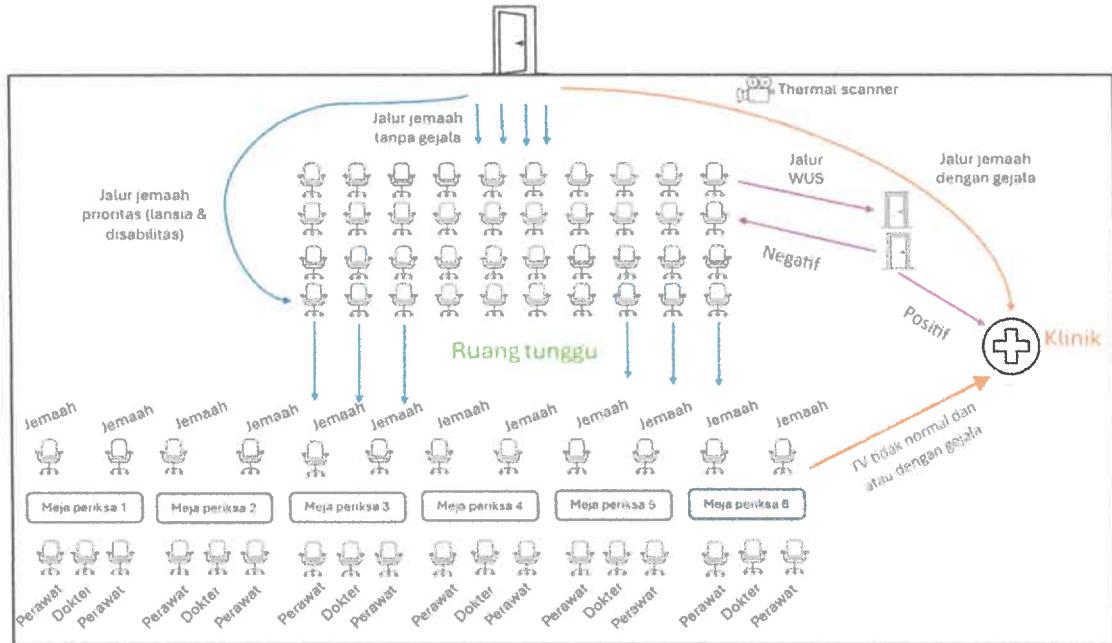 Thermal scanner
Jalur jemaah
tanpa gejala
Jalur
WUS
Jalur jemaah
dengan gejala
Jalur jemaah
prioritas (lansia &
disabilitas)
Negatif
Positif
Klinik
Ruang tunggu
TV tidak normal dan
atau dengan gejala
Jemaah
Jemaah
Jemaah
Jemaah
Jemaah
Jemaah
Jemaah
Jemaah
Jemaah
Jemaah
Jemaah
Jemaah
Meja periksa 1
Meja periksa 2
Meja periksa 3
Meja periksa 4
Meja periksa 5
Meja periksa 6
Perawat
Dokter
Perawat
Perawat
Dokter
Perawat
Perawat
Dokter
Perawat
Perawat
Dokter
Perawat
Perawat
Dokter
Perawat
Perawat
Dokter
Perawat